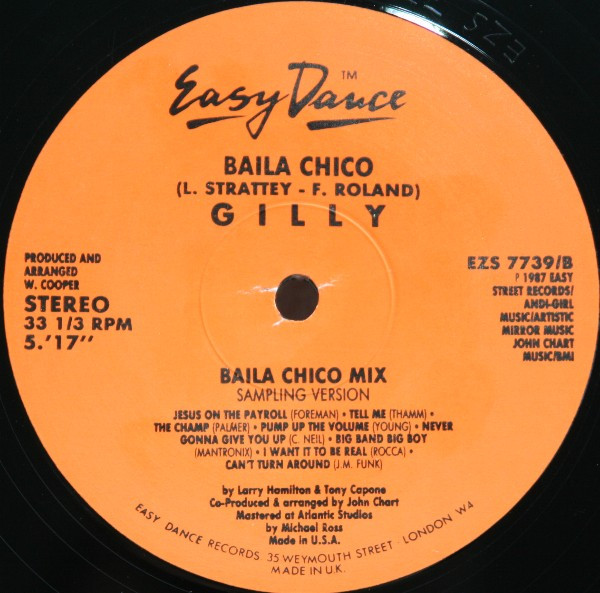 Easy Dance TM
BAILA CHICO
(L. STRATTEY - F. ROLAND)
GILLY
PRODUCED AND
ARRANGED
W. COOPER
STEREO
33 1/3 RPM
5.'17''
EZS 7739/B
℗ 1987 EASY
STREET RECORDS/
ANDI-GIRL
MUSIC/ARTISTIC
MIRROR MUSIC
JOHN CHART
MUSIC/BMI
BAILA CHICO MIX
SAMPLING VERSION
JESUS ON THE PAYROLL (FOREMAN) • TELL ME (THAMM) •
THE CHAMP (PALMER) • PUMP UP THE VOLUME (YOUNG) • NEVER
GONNA GIVE YOU UP (C. NEIL) • BIG BAND BIG BOY
(MANTRONIX) • I WANT IT TO BE REAL (ROCCA) •
CAN'T TURN AROUND (J.M. FUNK)
by Larry Hamilton & Tony Capone
Co-Produced & arranged by John Chart
Mastered at Atlantic Studios
by Michael Ross
Made in U.S.A.
EASY DANCE RECORDS. 35 WEYMOUTH STREET. LONDON W4
MADE IN U.K.
EZS